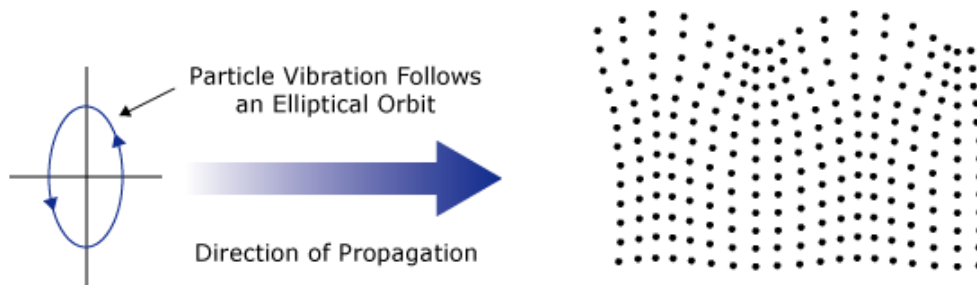 Particle Vibration Follows
an Elliptical Orbit
Direction of Propagation